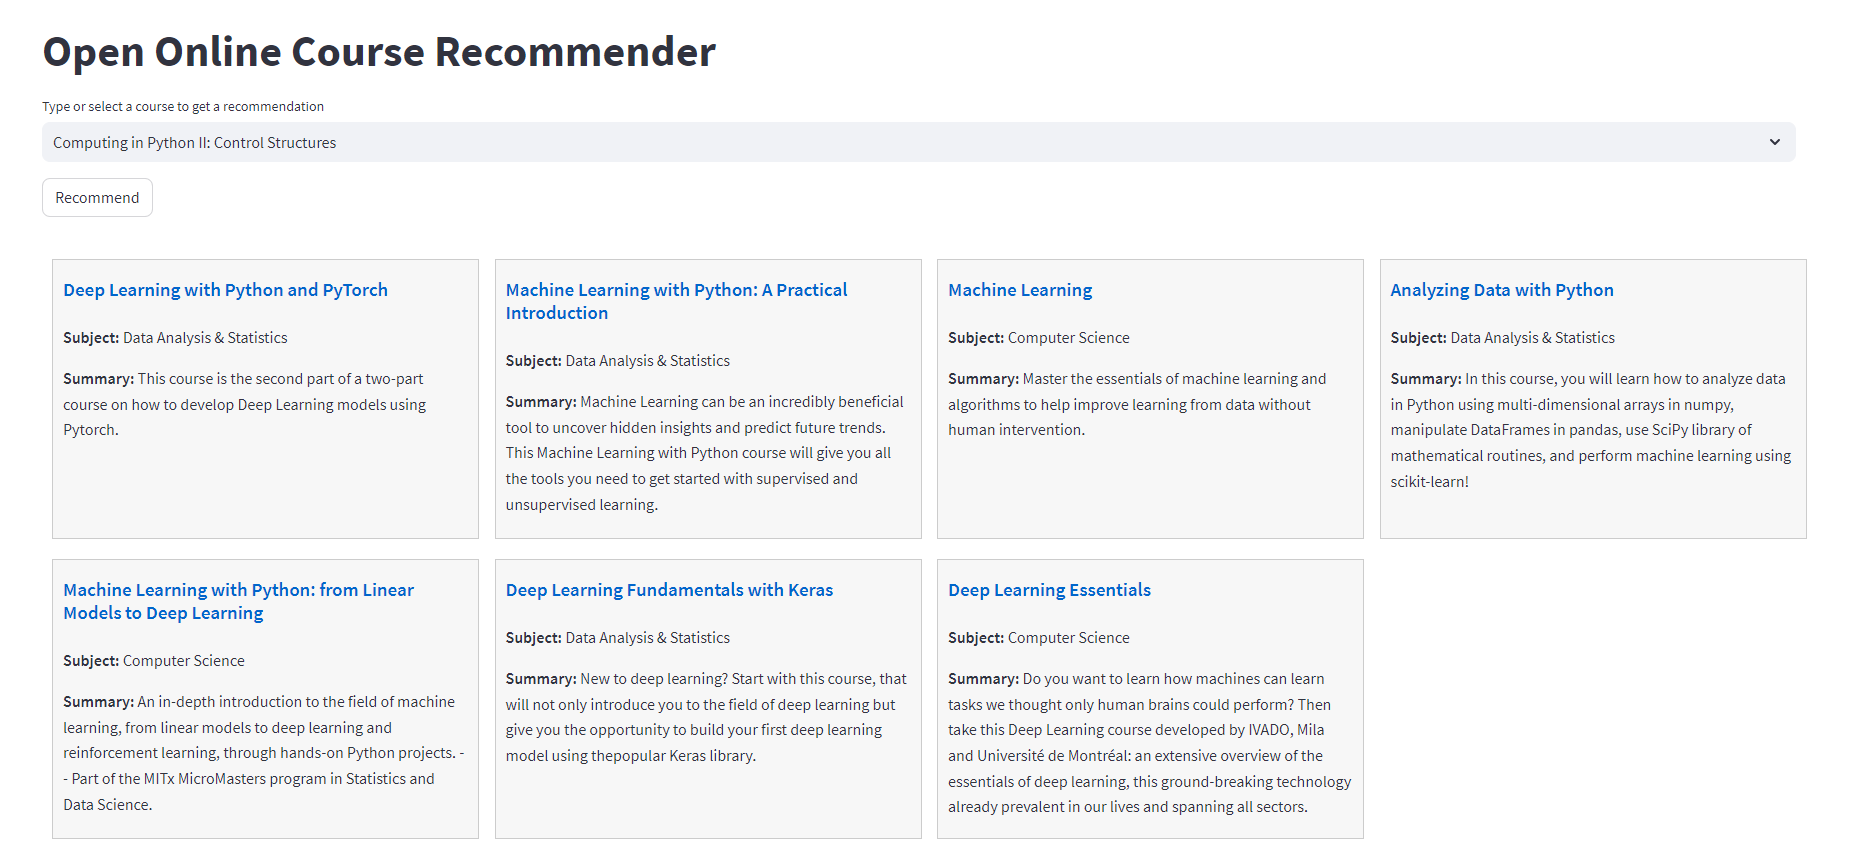 Open Online Course Recommender
Type or select a course to get a recommendation
Computing in Python II: Control Structures
Recommend
Deep Learning with Python and PyTorch
Subject: Data Analysis & Statistics
Summary: This course is the second part of a two-part
course on how to develop Deep Learning models using
Pytorch.
Machine Learning with Python: A Practical
Introduction
Subject: Data Analysis & Statistics
Summary: Machine Learning can be an incredibly beneficial
tool to uncover hidden insights and predict future trends.
This Machine Learning with Python course will give you all
the tools you need to get started with supervised and
unsupervised learning.
Machine Learning
Subject: Computer Science
Summary: Master the essentials of machine learning and
algorithms to help improve learning from data without
human intervention.
Analyzing Data with Python
Subject: Data Analysis & Statistics
Summary: In this course, you will learn how to analyze data
in Python using multi-dimensional arrays in numpy,
manipulate DataFrames in pandas, use SciPy library of
mathematical routines, and perform machine learning using
scikit-learn!
Machine Learning with Python: from Linear
Models to Deep Learning
Subject: Computer Science
Summary: An in-depth introduction to the field of machine
learning, from linear models to deep learning and
reinforcement learning, through hands-on Python projects. -
- Part of the MITx MicroMasters program in Statistics and
Data Science.
Deep Learning Fundamentals with Keras
Subject: Data Analysis & Statistics
Summary: New to deep learning? Start with this course, that
will not only introduce you to the field of deep learning but
give you the opportunity to build your first deep learning
model using thepopular Keras library.
Deep Learning Essentials
Subject: Computer Science
Summary: Do you want to learn how machines can learn
tasks we thought only human brains could perform? Then
take this Deep Learning course developed by IVADO, Mila
and Université de Montréal: an extensive overview of the
essentials of deep learning, this ground-breaking technology
already prevalent in our lives and spanning all sectors.